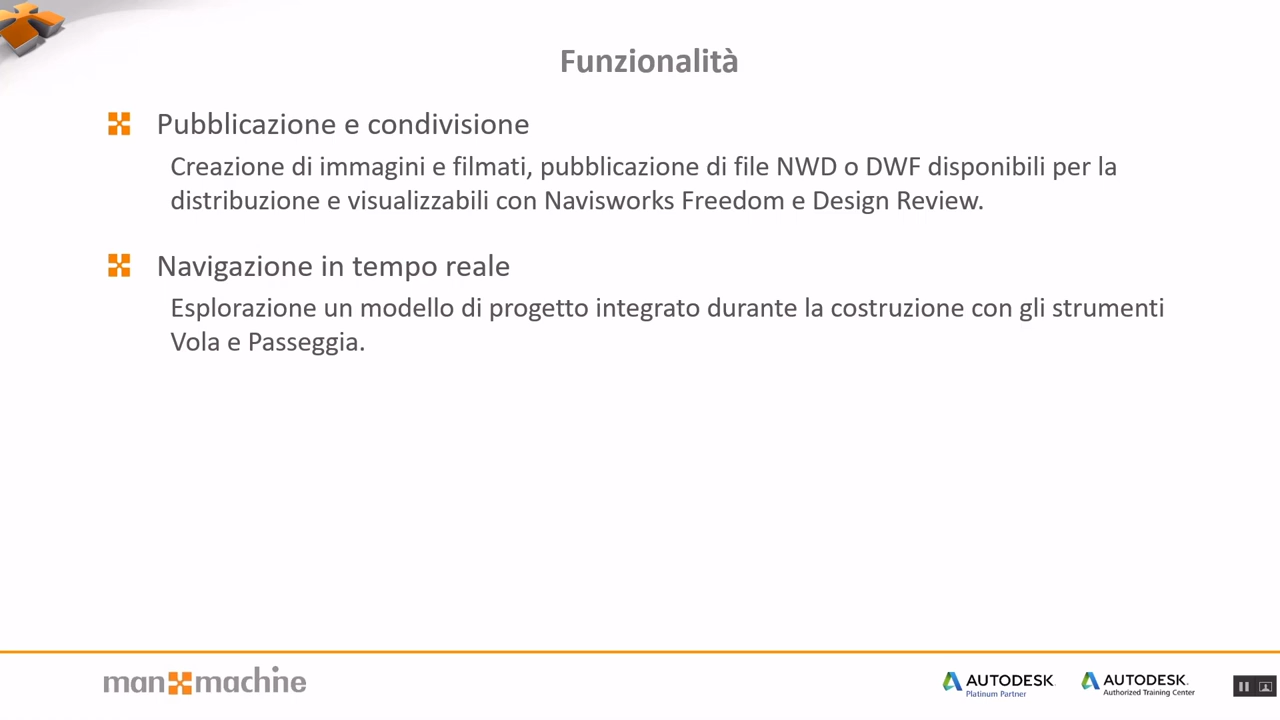 Funzionalità
Pubblicazione e condivisione
Creazione di immagini e filmati, pubblicazione di file NWD o DWF disponibili per la
distribuzione e visualizzabili con Navisworks Freedom e Design Review.
Navigazione in tempo reale
Esplorazione un modello di progetto integrato durante la costruzione con gli strumenti
Vola e Passeggia.
man machine
AUTODESK.
Platinum Partner
AUTODESK.
Authorized Training Center